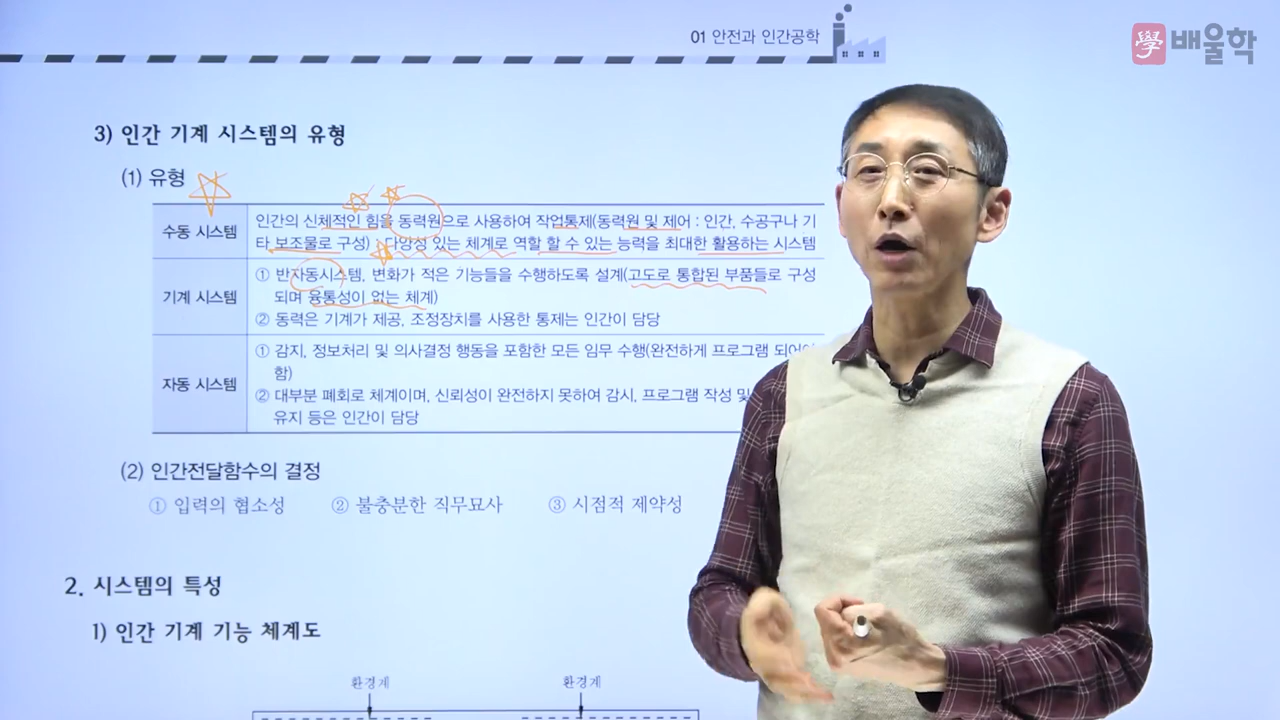 01 안전과 인간공학
學 배울학
3) 인간 기계 시스템의 유형
(1) 유형
수동 시스템
인간의 신체적인 힘을 동력원으로 사용하여 작업통제(동력원 및 제어 : 인간, 수공구나 기
타 보조물로 구성) : 다양성 있는 체계로 역할 할 수 있는 능력을 최대한 활용하는 시스템
기계 시스템
① 반자동시스템, 변화가 적은 기능들을 수행하도록 설계(고도로 통합된 부품들로 구성
되며 융통성이 없는 체계)
② 동력은 기계가 제공, 조정장치를 사용한 통제는 인간이 담당
자동 시스템
① 감지, 정보처리 및 의사결정 행동을 포함한 모든 임무 수행(완전하게 프로그램 되어야
함)
② 대부분 폐회로 체계이며, 신뢰성이 완전하지 못하여 감시, 프로그램 작성 및
유지 등은 인간이 담당
(2) 인간전달함수의 결정
① 입력의 협소성 ② 불충분한 직무묘사 ③ 시점적 제약성
2. 시스템의 특성
1) 인간 기계 기능 체계도
환경계 환경계